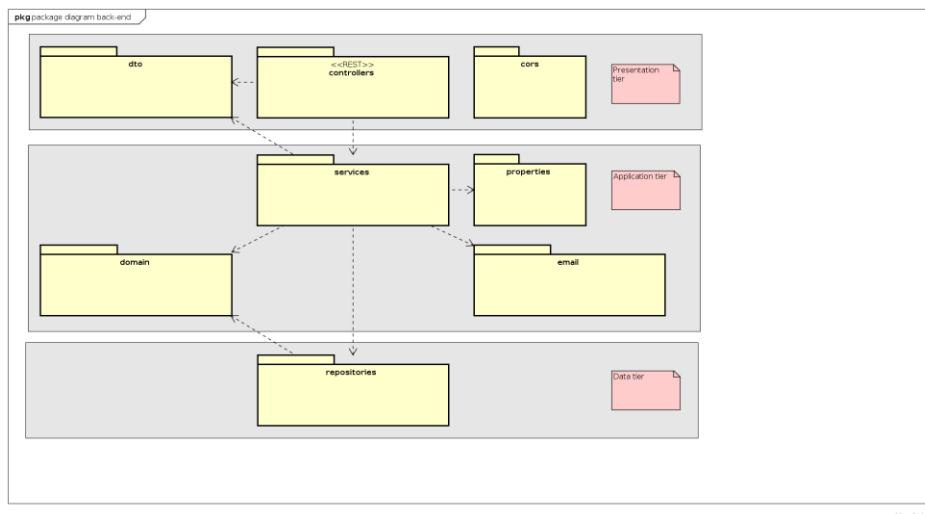 pkg package diagram back-end
dto
<<REST>>
controllers
cors
Presentation
tier
services
properties
Application tier
domain
email
repositories
Data tier